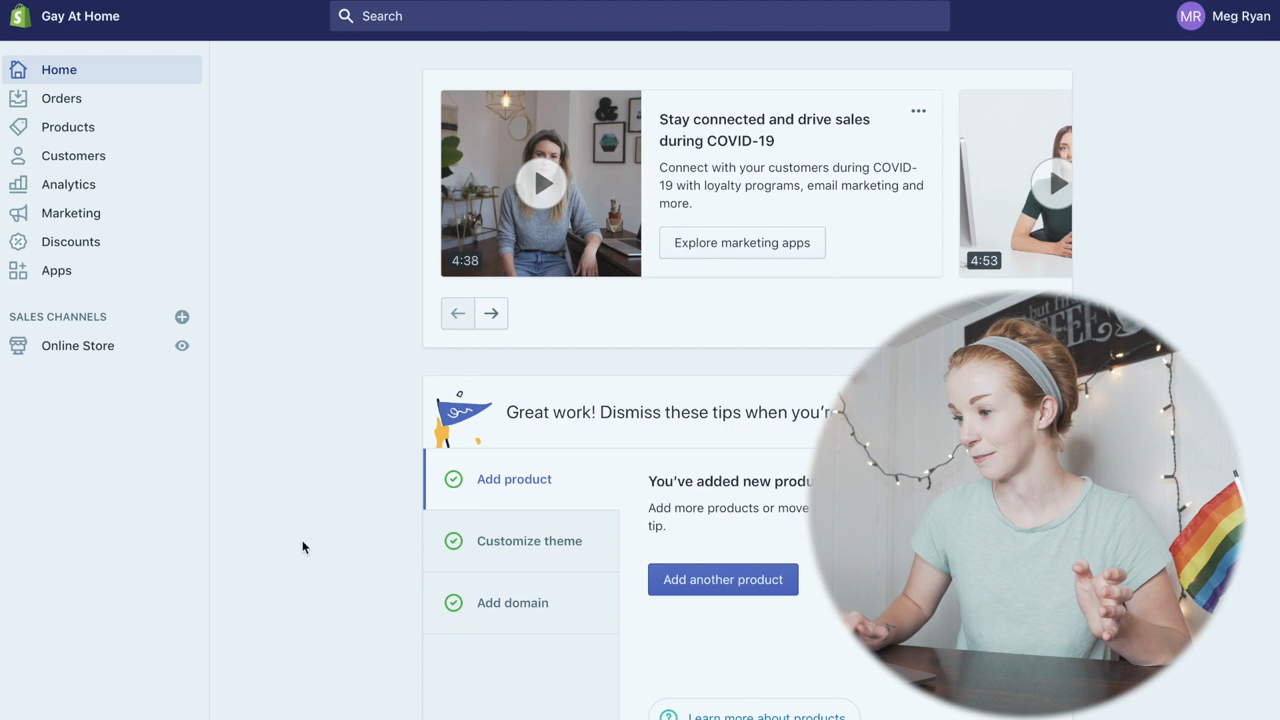 Gay At Home
Search
MR Meg Ryan
Home
Orders
Products
Customers
Analytics
Marketing
Discounts
Apps
SALES CHANNELS
Online Store
4:38
Stay connected and drive sales
during COVID-19
Connect with your customers during COVID-
19 with loyalty programs, email marketing and
more.
Explore marketing apps
4:53
Great work! Dismiss these tips when you'r
Add product
Customize theme
Add domain
You've added new produ
Add more products or move
tip.
Add another product
Learn more about products
but fir